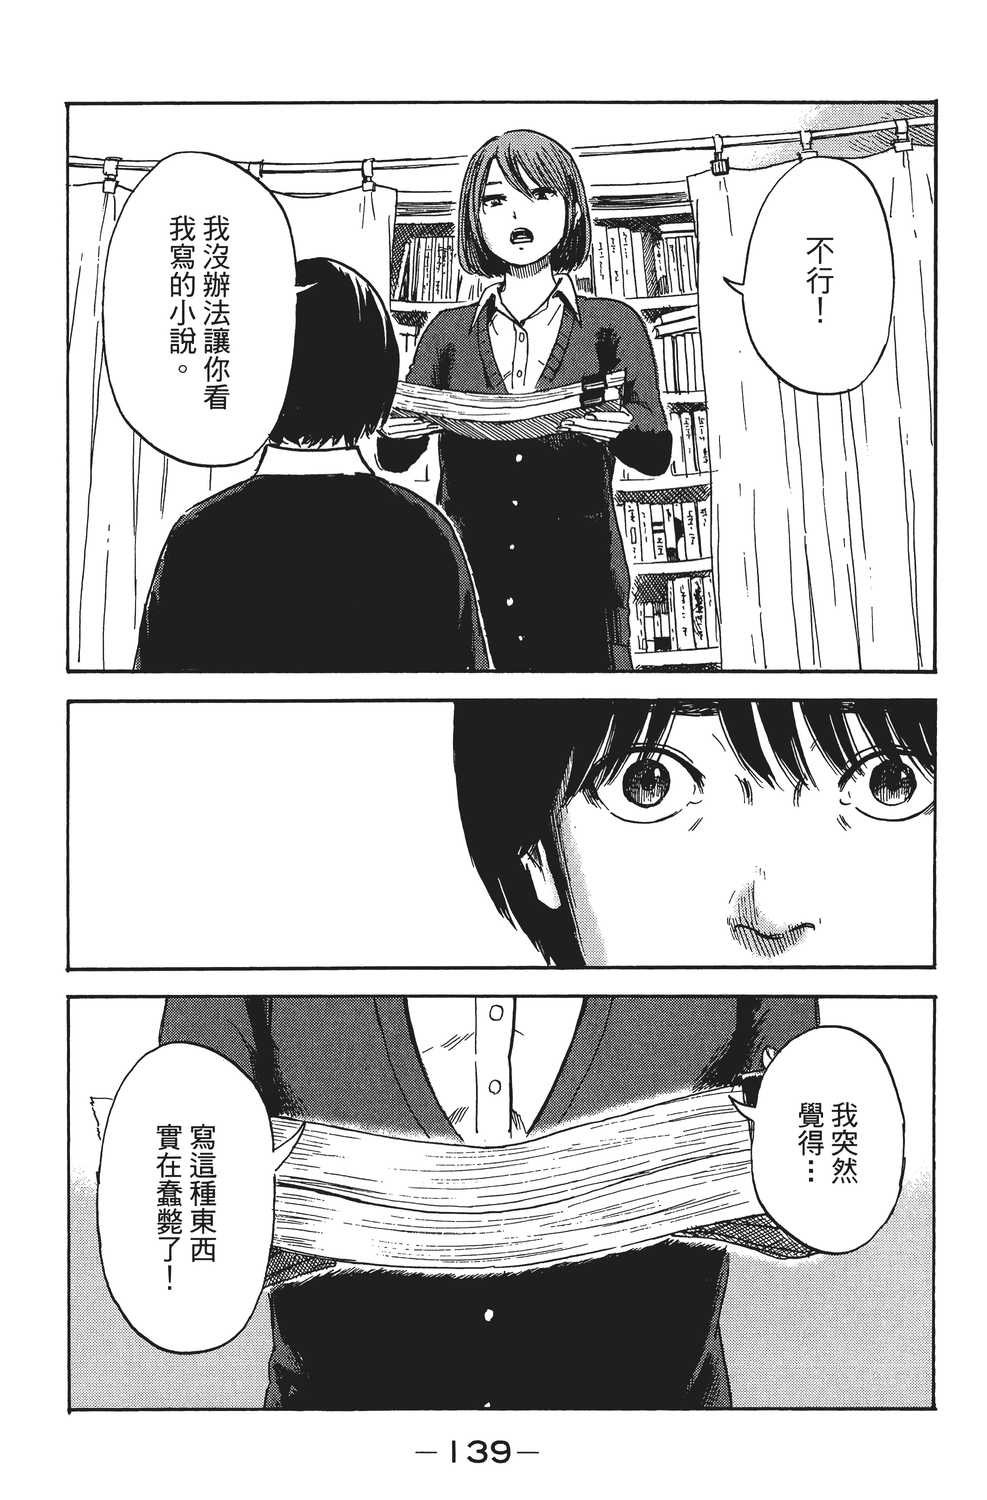 不行！
我沒辦法讓你看
我寫的小說。
我突然
覺得…
寫這種東西
實在蠢斃了！
—139—